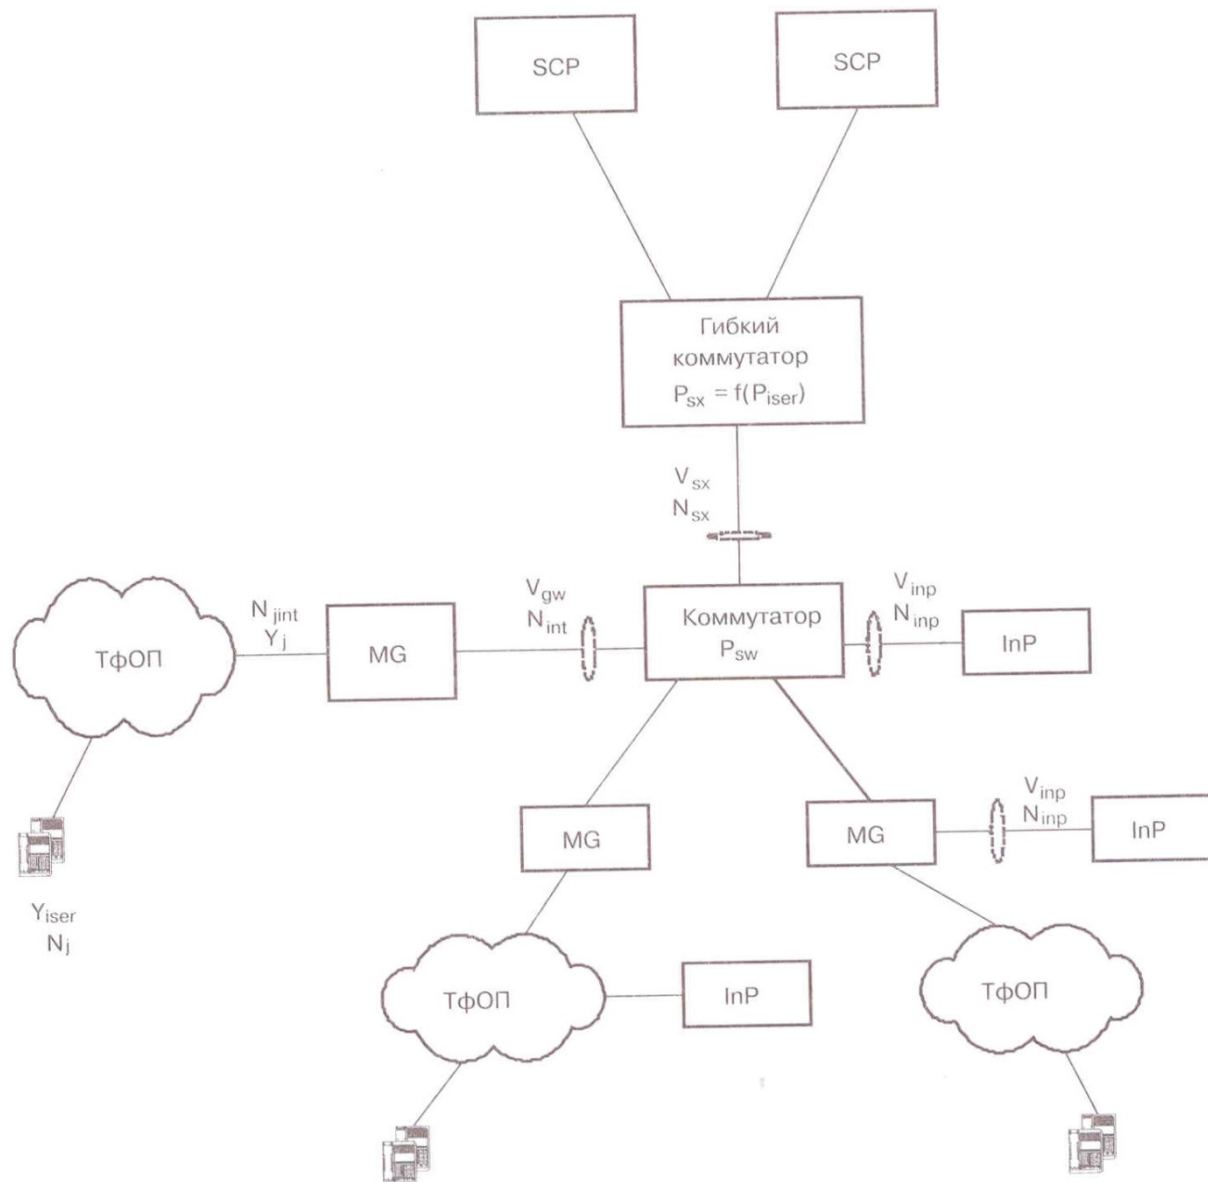 SCP
SCP
Гибкий
коммутатор
P_sx = f(P_iser)
V_sx
N_sx
N_jint
Y_j
V_gw
N_int
V_inp
N_inp
ТфОП
MG
Коммутатор
P_sw
InP
V_inp
N_inp
MG
MG
InP
Y_iser
N_j
ТфОП
InP
ТфОП